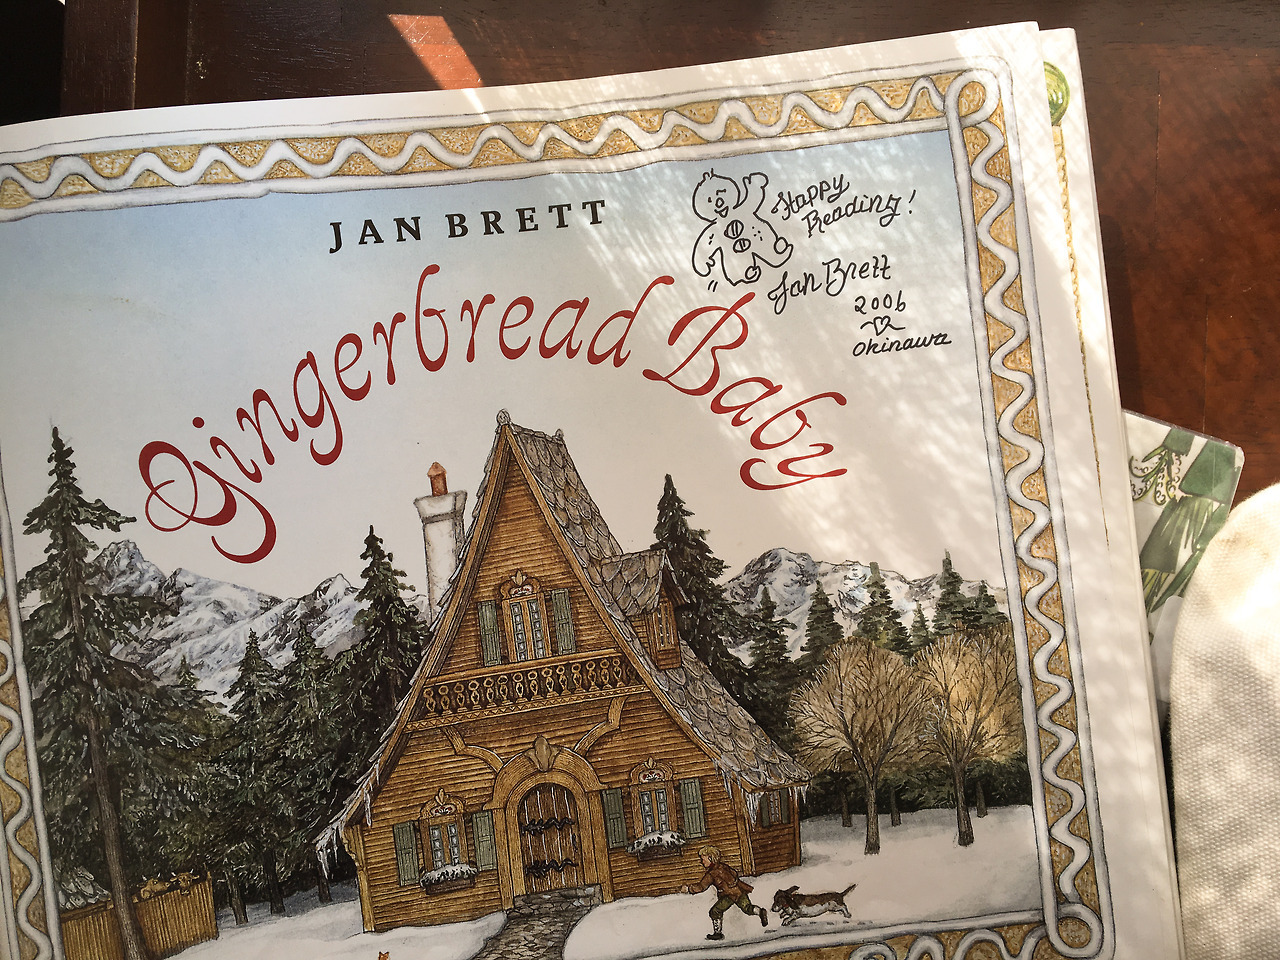 JAN BRETT
Gingerbread Baby
Happy
Reading!
Jan Brett
2006
Okinawa